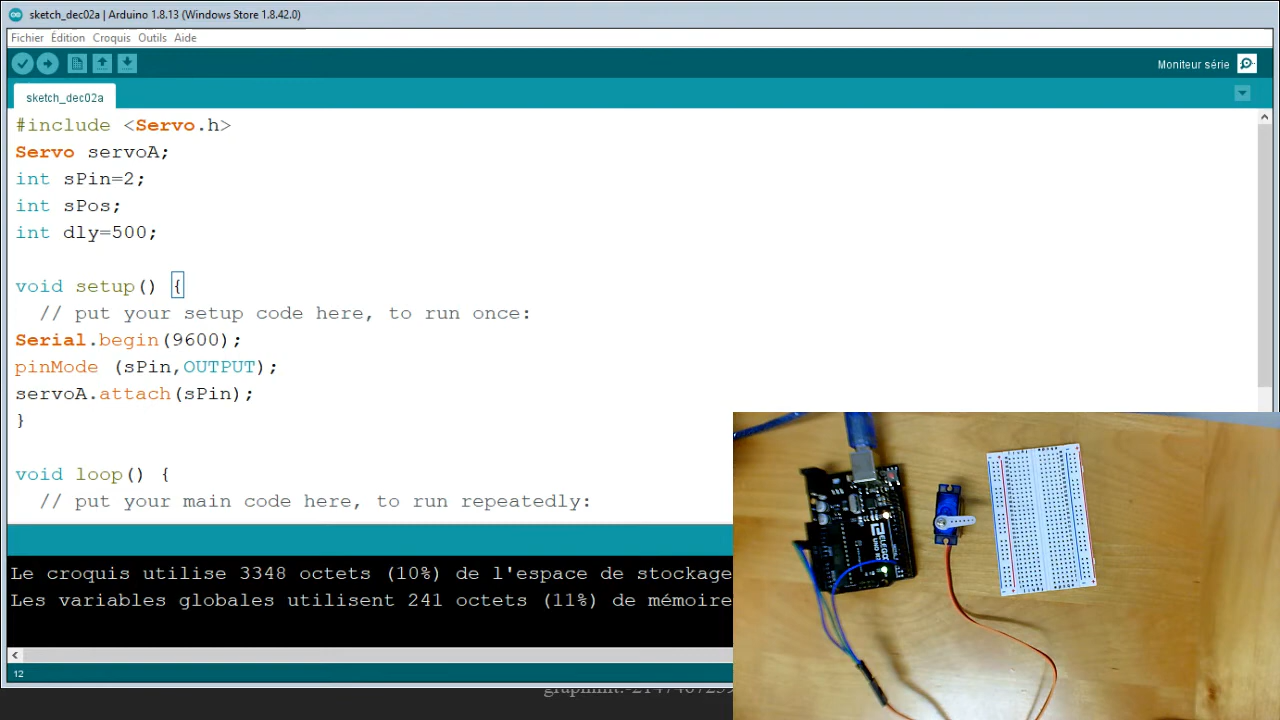 sketch_dec02a | Arduino 1.8.13 (Windows Store 1.8.42.0)
Fichier Édition Croquis Outils Aide
Moniteur série
sketch_dec02a
#include <Servo.h>
Servo servoA;
int sPin=2;
int sPos;
int dly=500;
void setup() {
// put your setup code here, to run once:
Serial.begin(9600);
pinMode (sPin,OUTPUT);
servoA.attach(sPin);
}
void loop() {
// put your main code here, to run repeatedly:
Le croquis utilise 3348 octets (10%) de l'espace de stockage
Les variables globales utilisent 241 octets (11%) de mémoire
12
ELEGOO
UNO R3